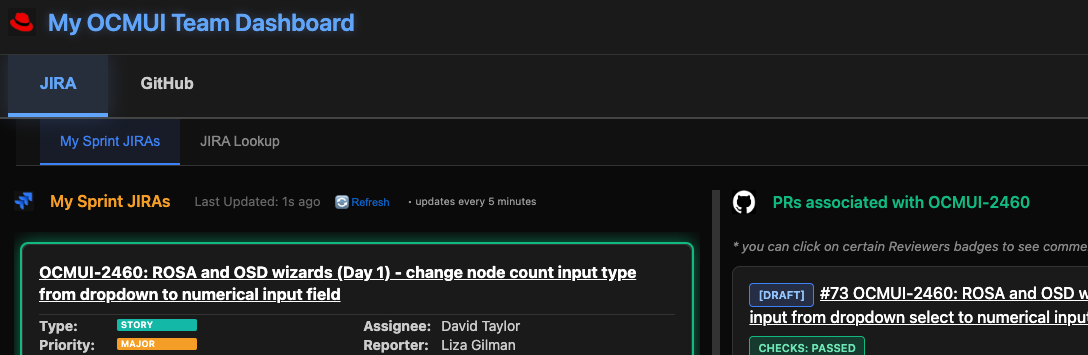 My OCMUI Team Dashboard
JIRA
GitHub
My Sprint JIRAs
JIRA Lookup
My Sprint JIRAs
Last Updated: 1s ago
Refresh
• updates every 5 minutes
OCMUI-2460: ROSA and OSD wizards (Day 1) - change node count input type
from dropdown to numerical input field
Type: STORY
Assignee: David Taylor
Priority: MAJOR
Reporter: Liza Gilman
PRs associated with OCMUI-2460
* you can click on certain Reviewers badges to see comme
[DRAFT] #73 OCMUI-2460: ROSA and OSD w
input from dropdown select to numerical input
CHECKS: PASSED